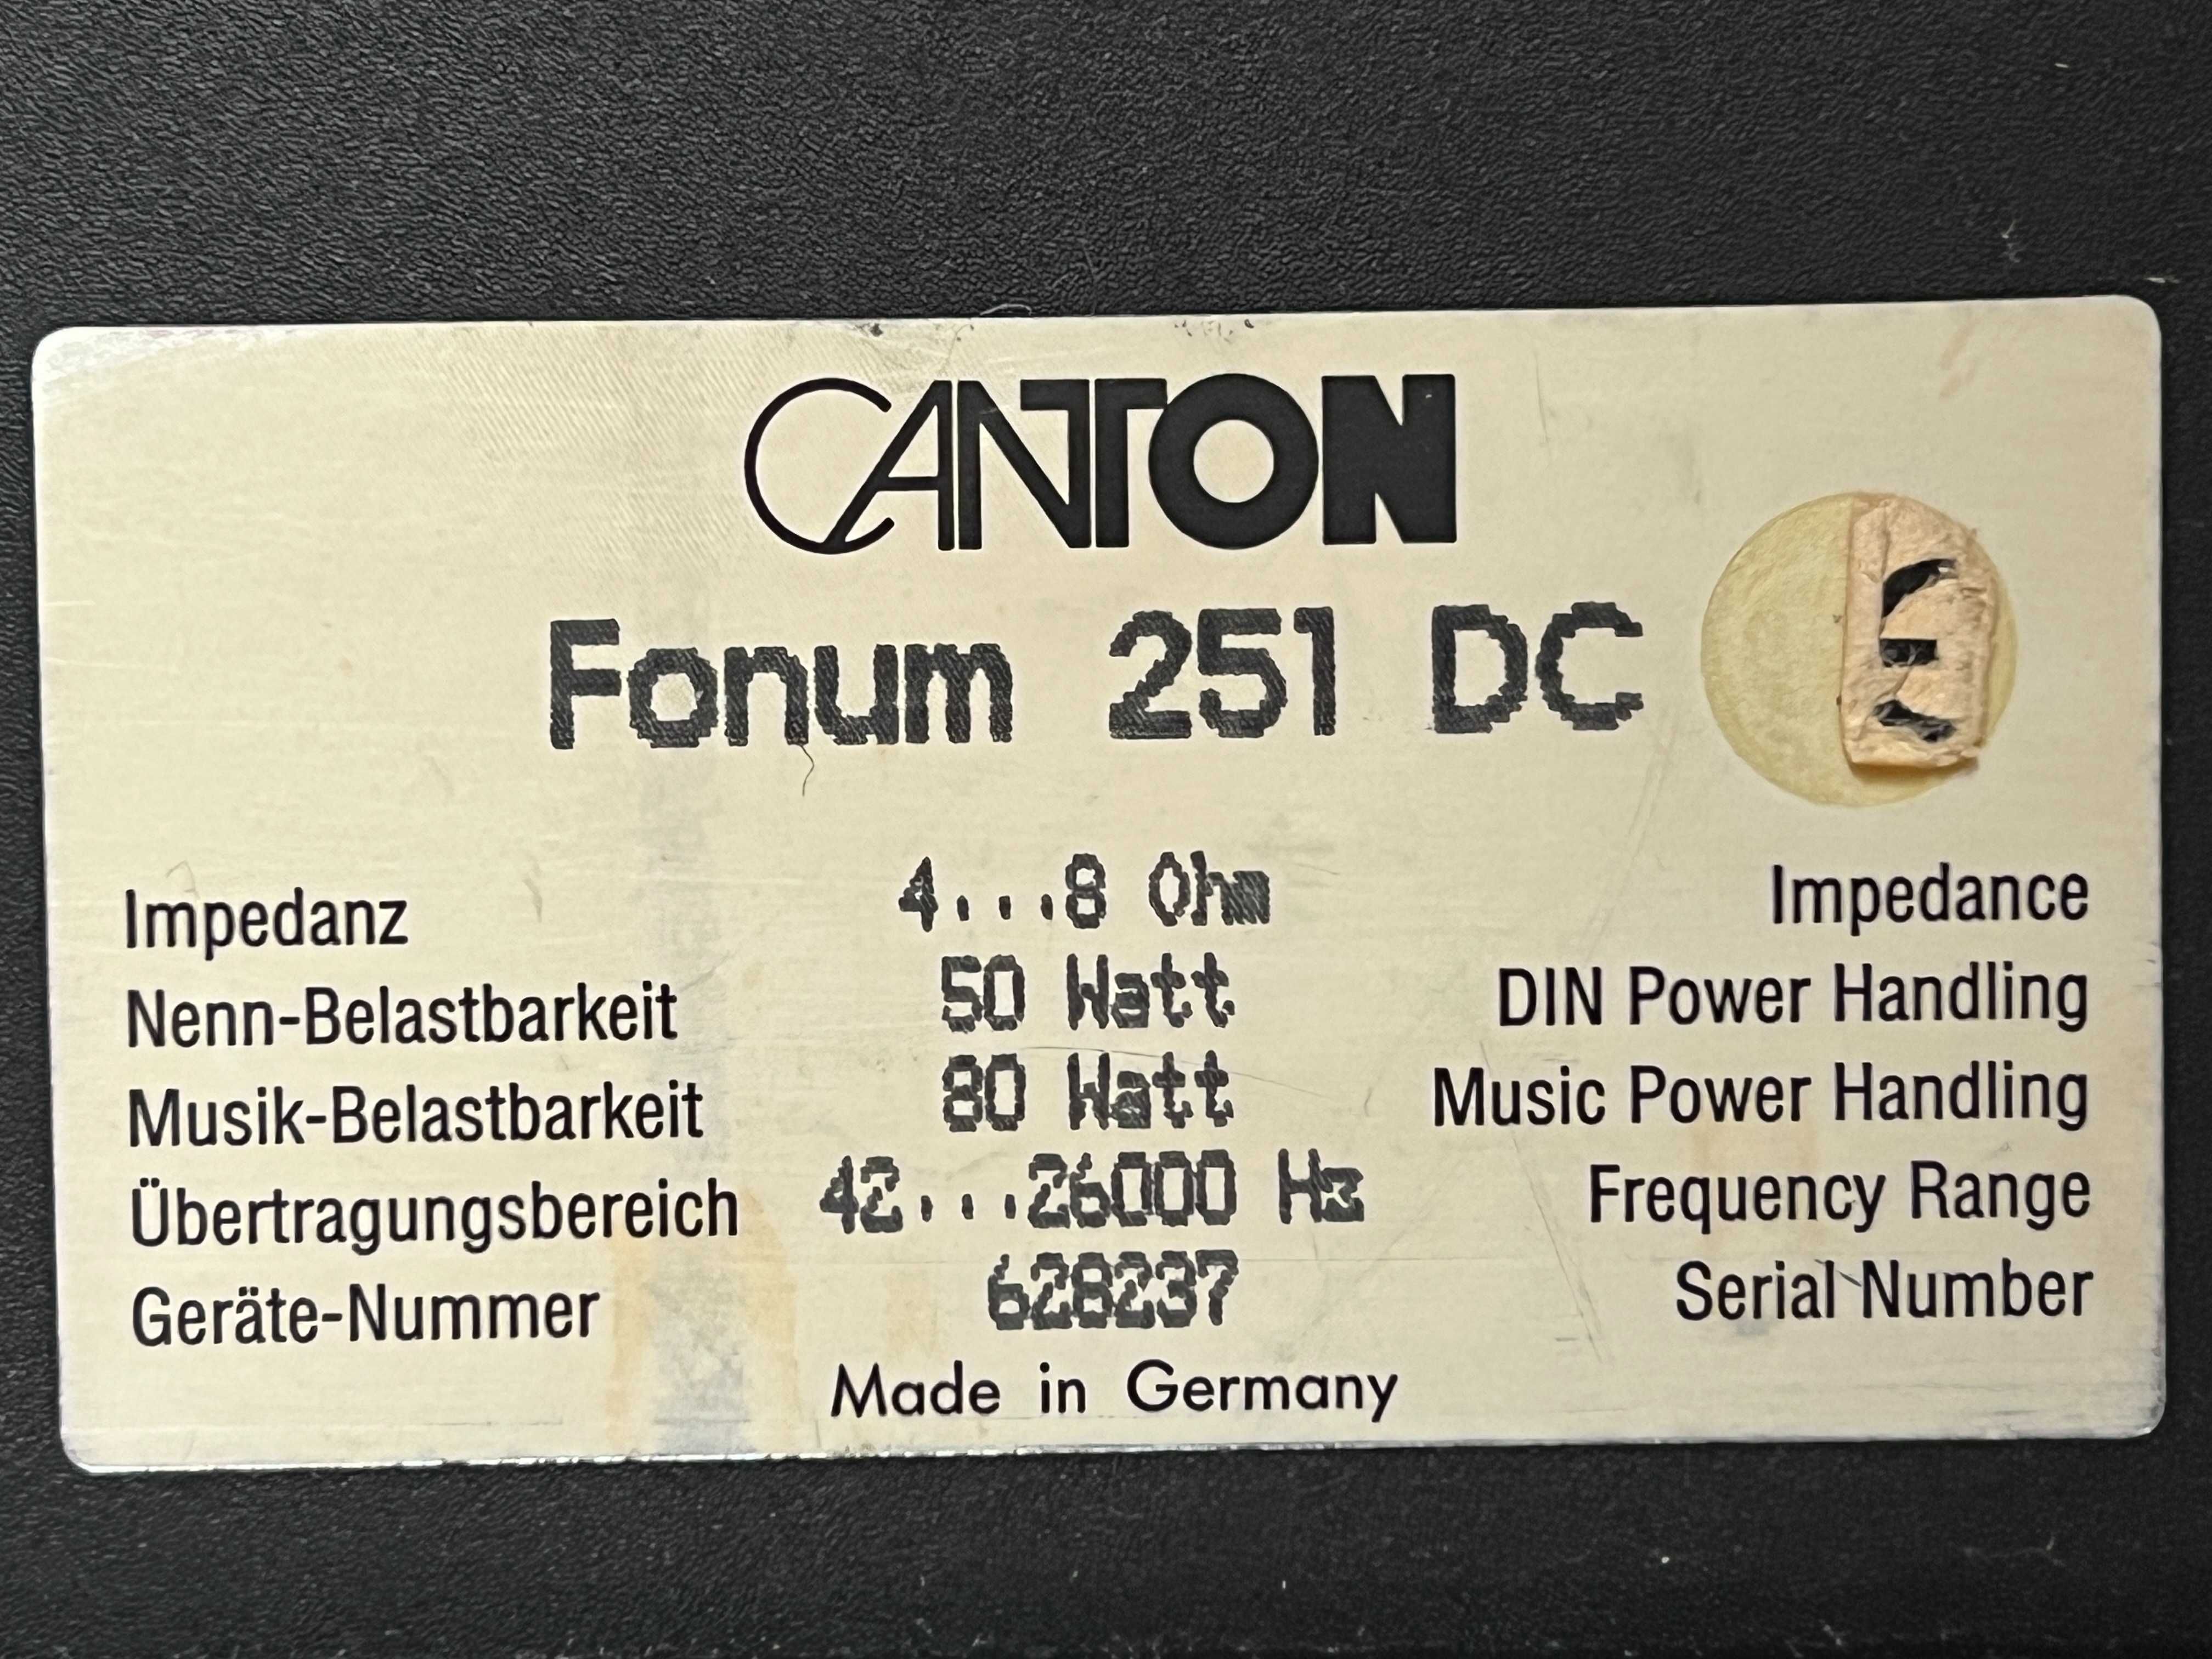 CANTON
Fonum 251 DC
Impedanz 4...8 Ohm Impedance
Nenn-Belastbarkeit 50 Watt DIN Power Handling
Musik-Belastbarkeit 80 Watt Music Power Handling
Übertragungsbereich 42...26000 Hz Frequency Range
Geräte-Nummer 628237 Serial Number
Made in Germany